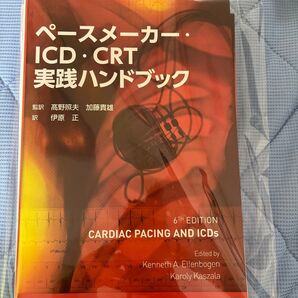 ペースメーカー・
ICD・CRT
実践ハンドブック
監訳 髙野照夫 加藤貴雄
訳 伊原 正
6TH EDITION
CARDIAC PACING AND ICDs
Edited by
Kenneth A. Ellenbogen
Karoly Kaszala